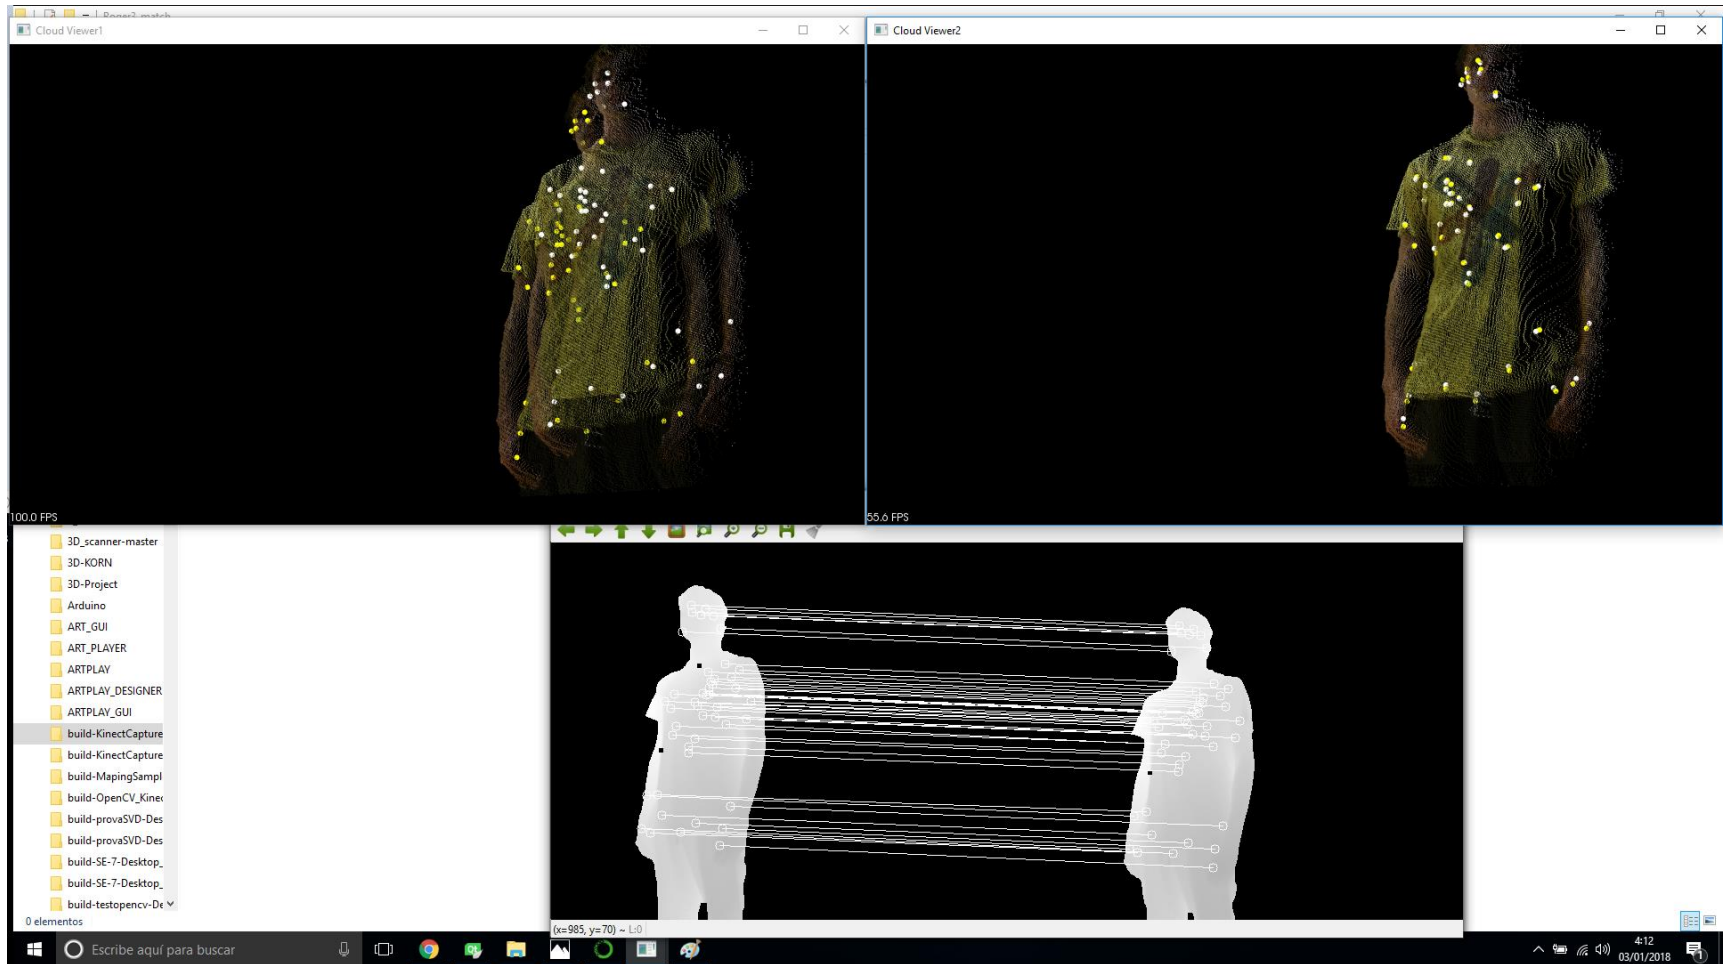 Roger2_match
Cloud Viewer1
Cloud Viewer2
100.0 FPS
55.6 FPS
3D_scanner-master
3D-KORN
3D-Project
Arduino
ART_GUI
ART_PLAYER
ARTPLAY
ARTPLAY_DESIGNER
ARTPLAY_GUI
build-KinectCapture
build-KinectCapture
build-MapingSampl
build-OpenCV_Kinec
build-provaSVD-Des
build-provaSVD-Des
build-SE-7-Desktop_
build-SE-7-Desktop_
build-testopencv-De
0 elementos
(x=985, y=70) ~ L:0
Escribe aquí para buscar
4:12
03/01/2018